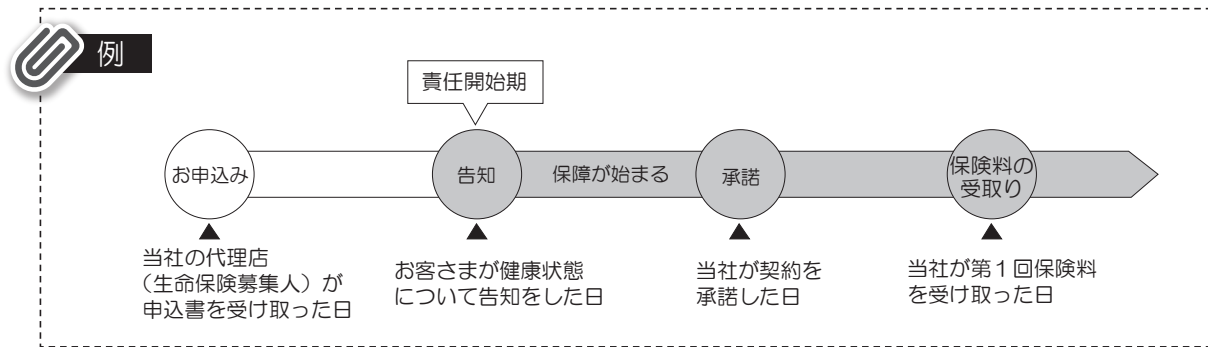 例
責任開始期
お申込み
告知
保障が始まる
承諾
保険料の
受取り
当社の代理店
（生命保険募集人）が
申込書を受け取った日
お客さまが健康状態
について告知をした日
当社が契約を
承諾した日
当社が第１回保険料
を受け取った日